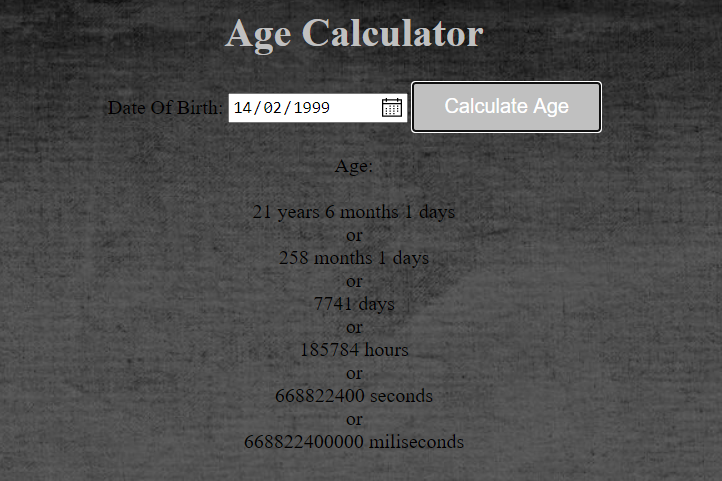 Age Calculator
Date Of Birth: 14/02/1999 Calculate Age
Age:
21 years 6 months 1 days
or
258 months 1 days
or
7741 days
or
185784 hours
or
668822400 seconds
or
668822400000 miliseconds